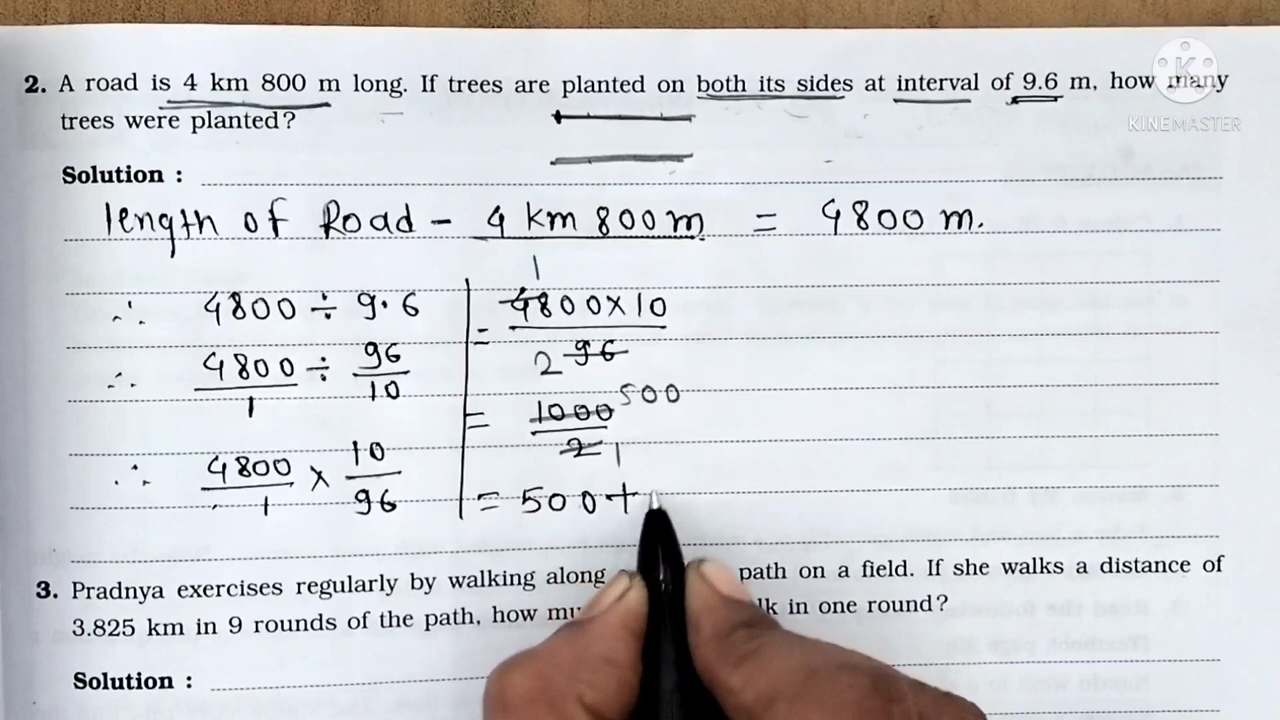 2. A road is 4 km 800 m long. If trees are planted on both its sides at interval of 9.6 m, how many
trees were planted?
K
KINEMASTER
Solution :
length of Road - 4 km 800 m = 4800 m.
∴ 4800 ÷ 9.6
∴ 4800/1 ÷ 96/10
∴ 4800/1 × 10/96
1
= 4800×10 / 2 96
= 1000 500 / 2 1
= 500+
3. Pradnya exercises regularly by walking along path on a field. If she walks a distance of
3.825 km in 9 rounds of the path, how in one round?
Solution :